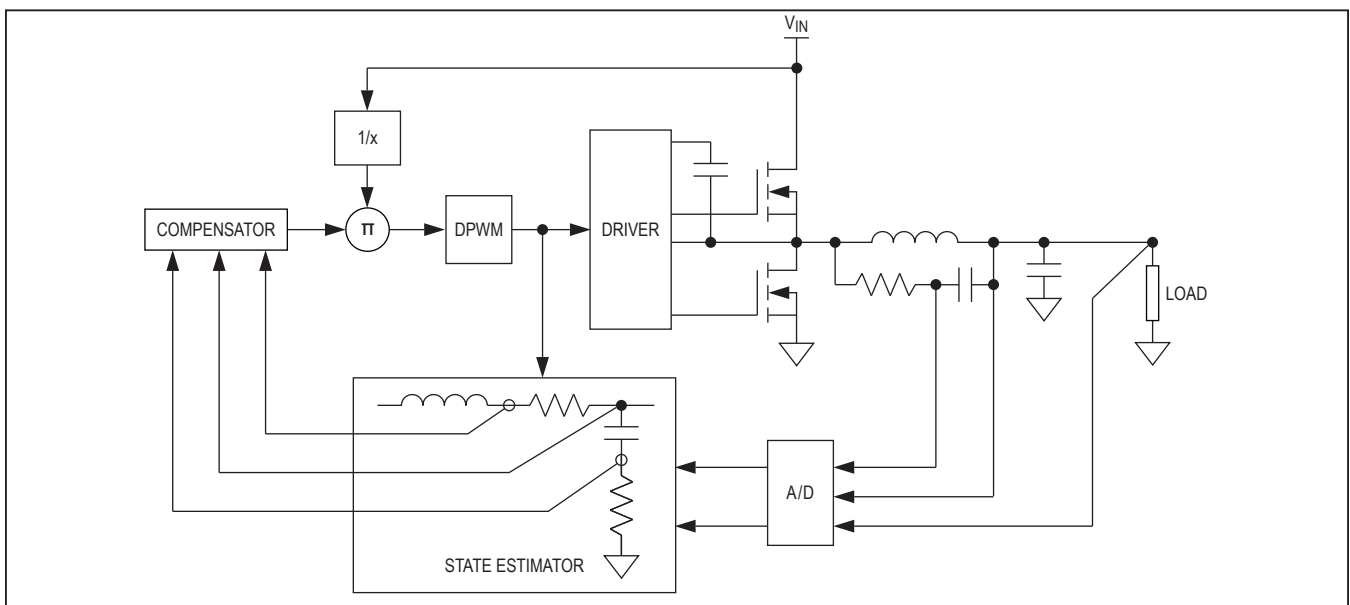 VIN
1/x
COMPENSATOR
π
DPWM
DRIVER
LOAD
A/D
STATE ESTIMATOR